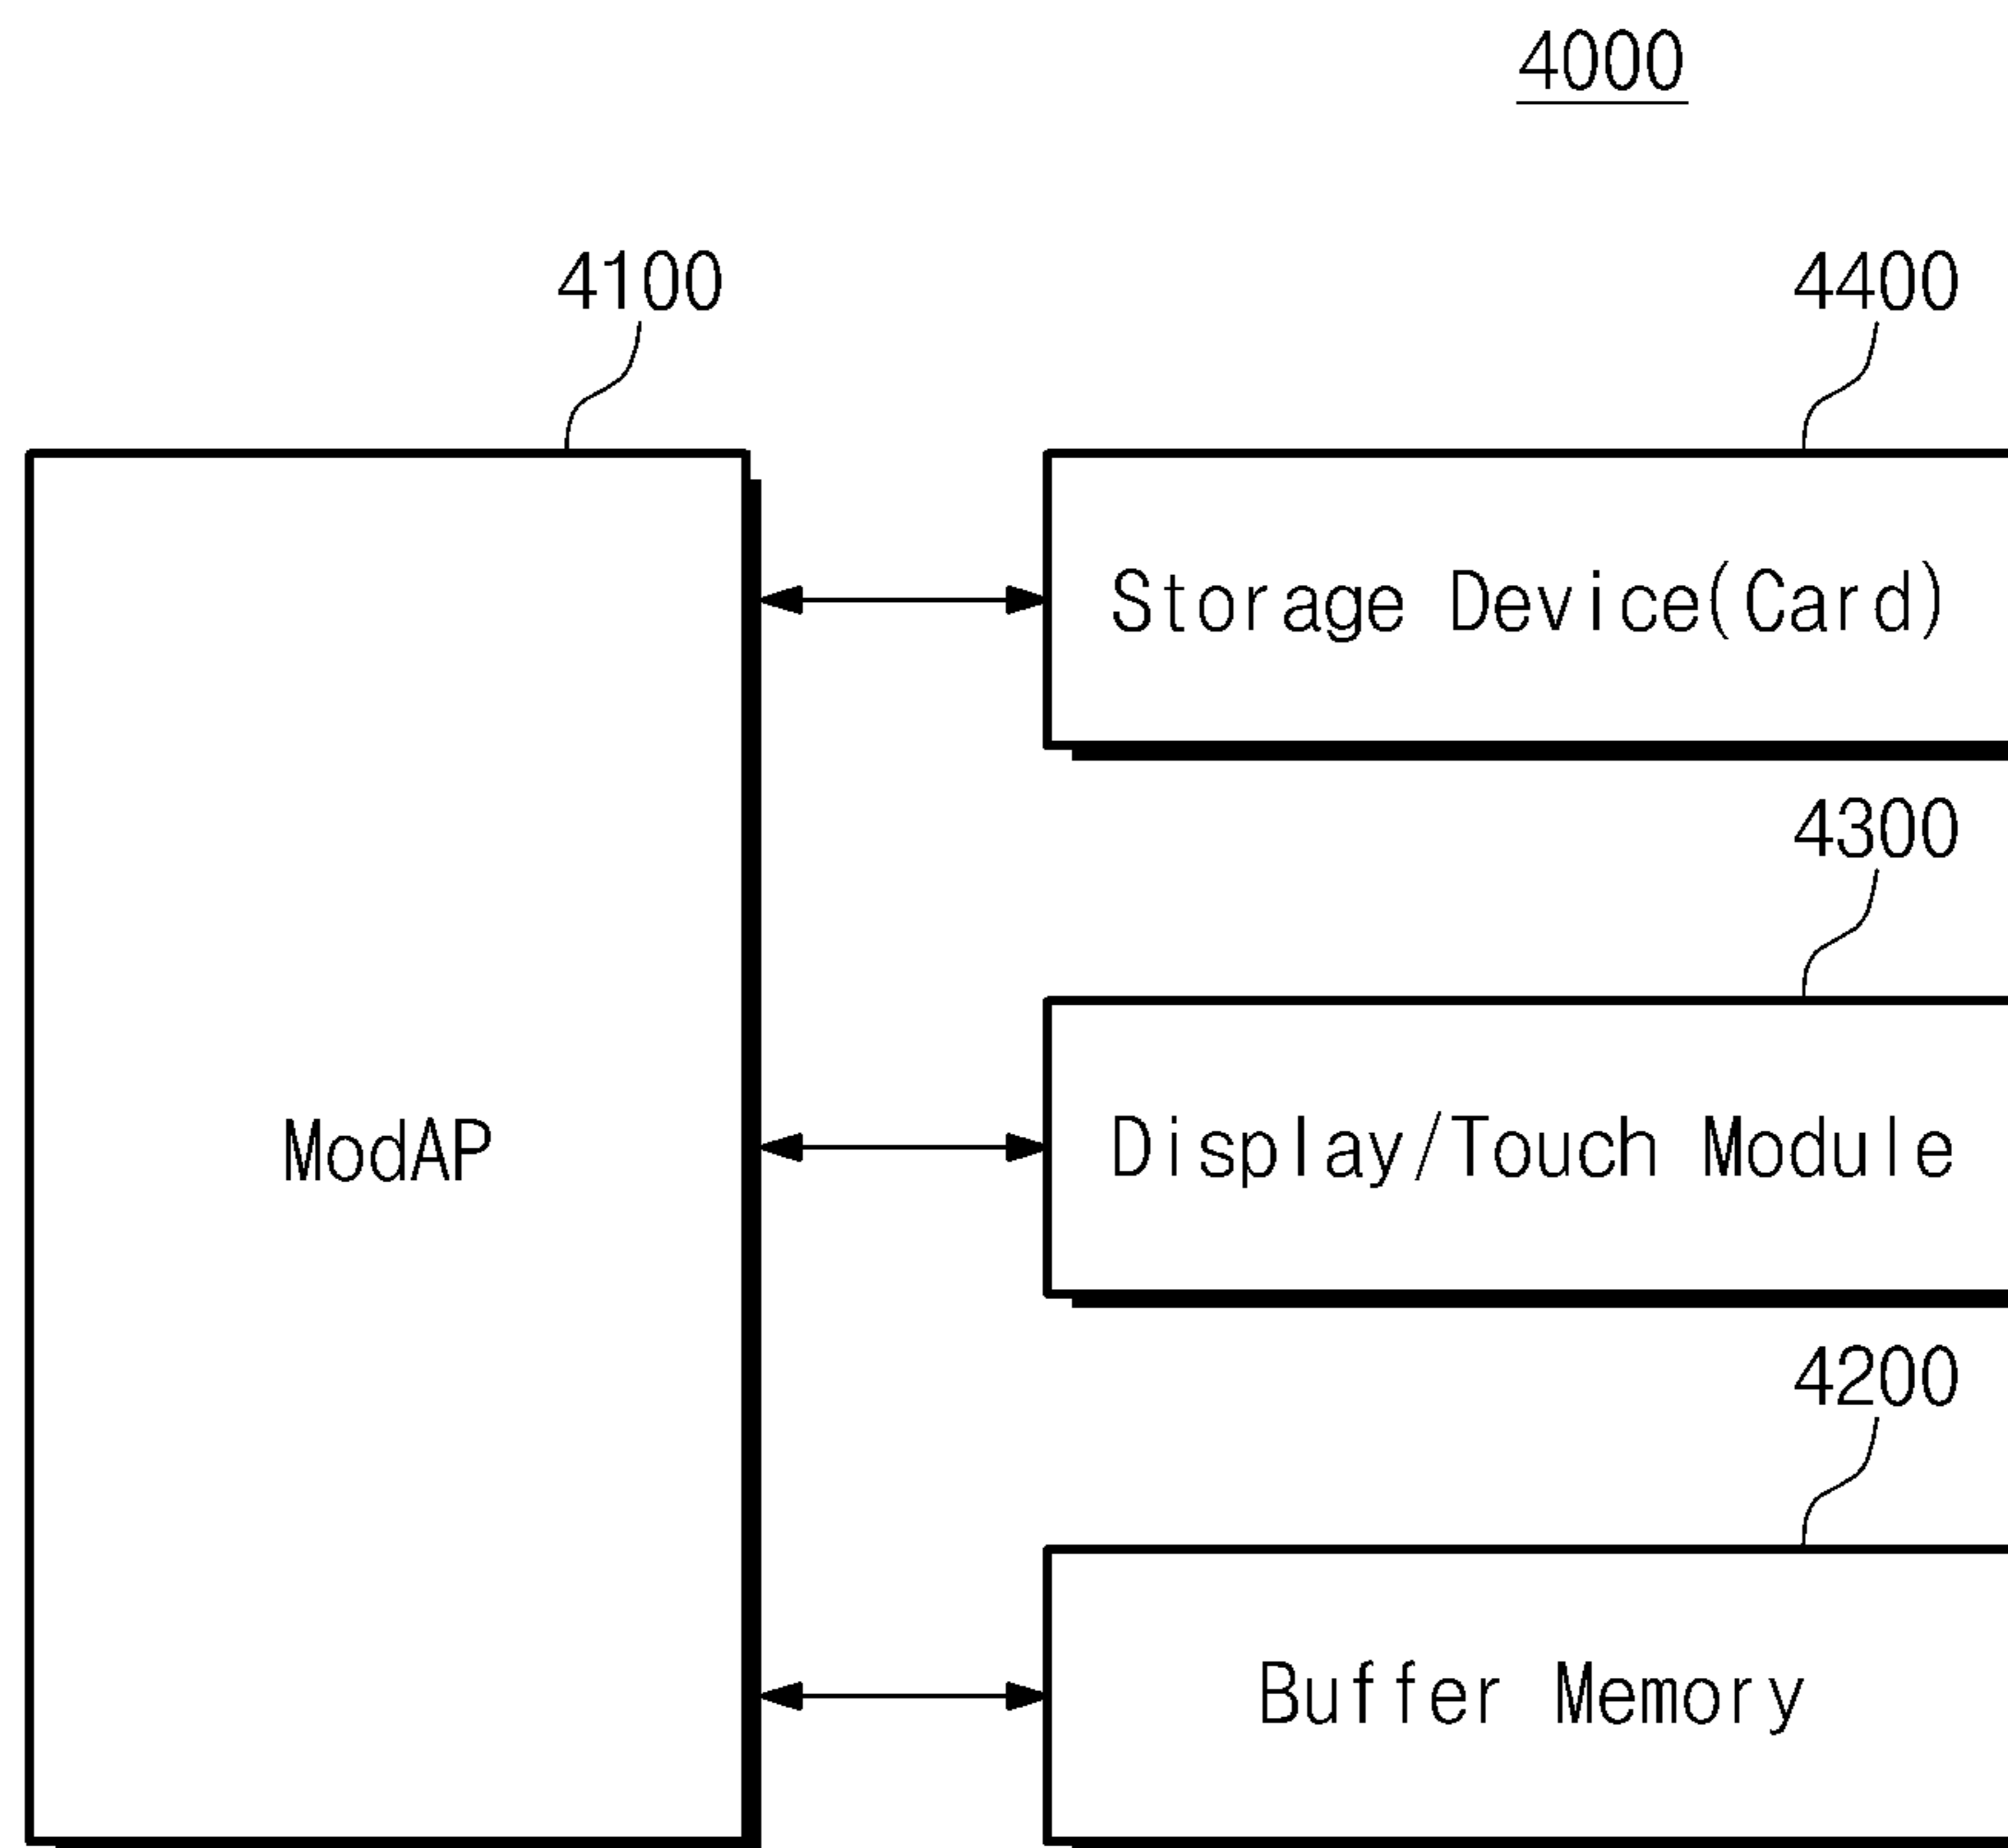 4000
4100
4400
Storage Device(Card)
4300
ModAP
Display/Touch Module
4200
Buffer Memory